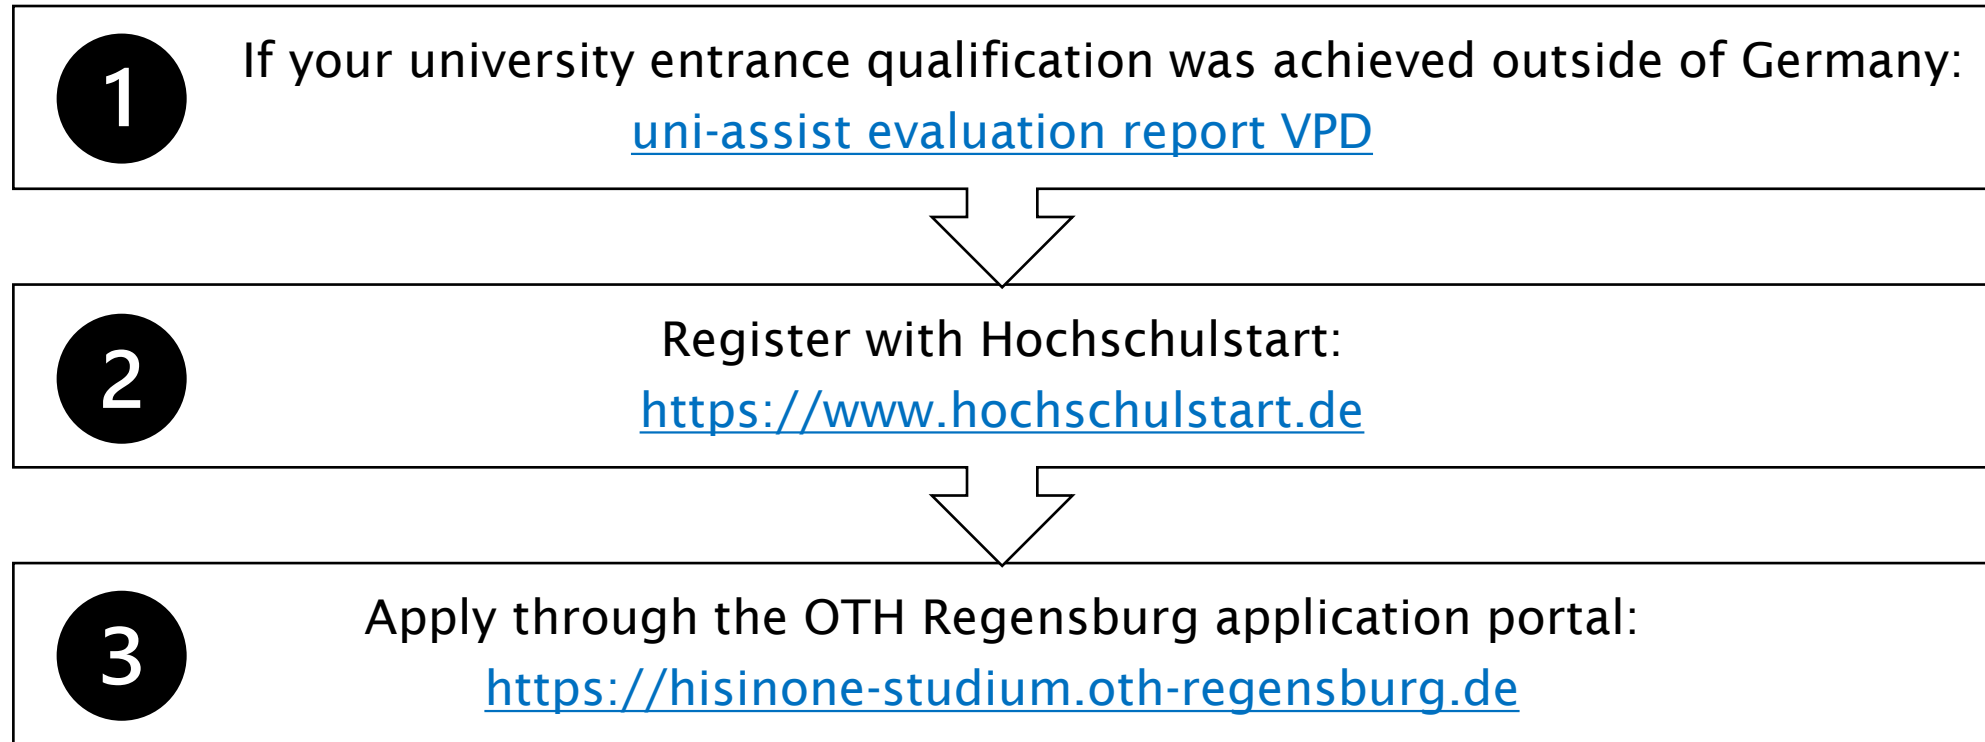 1
If your university entrance qualification was achieved outside of Germany:
uni-assist evaluation report VPD
2
Register with Hochschulstart:
https://www.hochschulstart.de
3
Apply through the OTH Regensburg application portal:
https://hisinone-studium.oth-regensburg.de